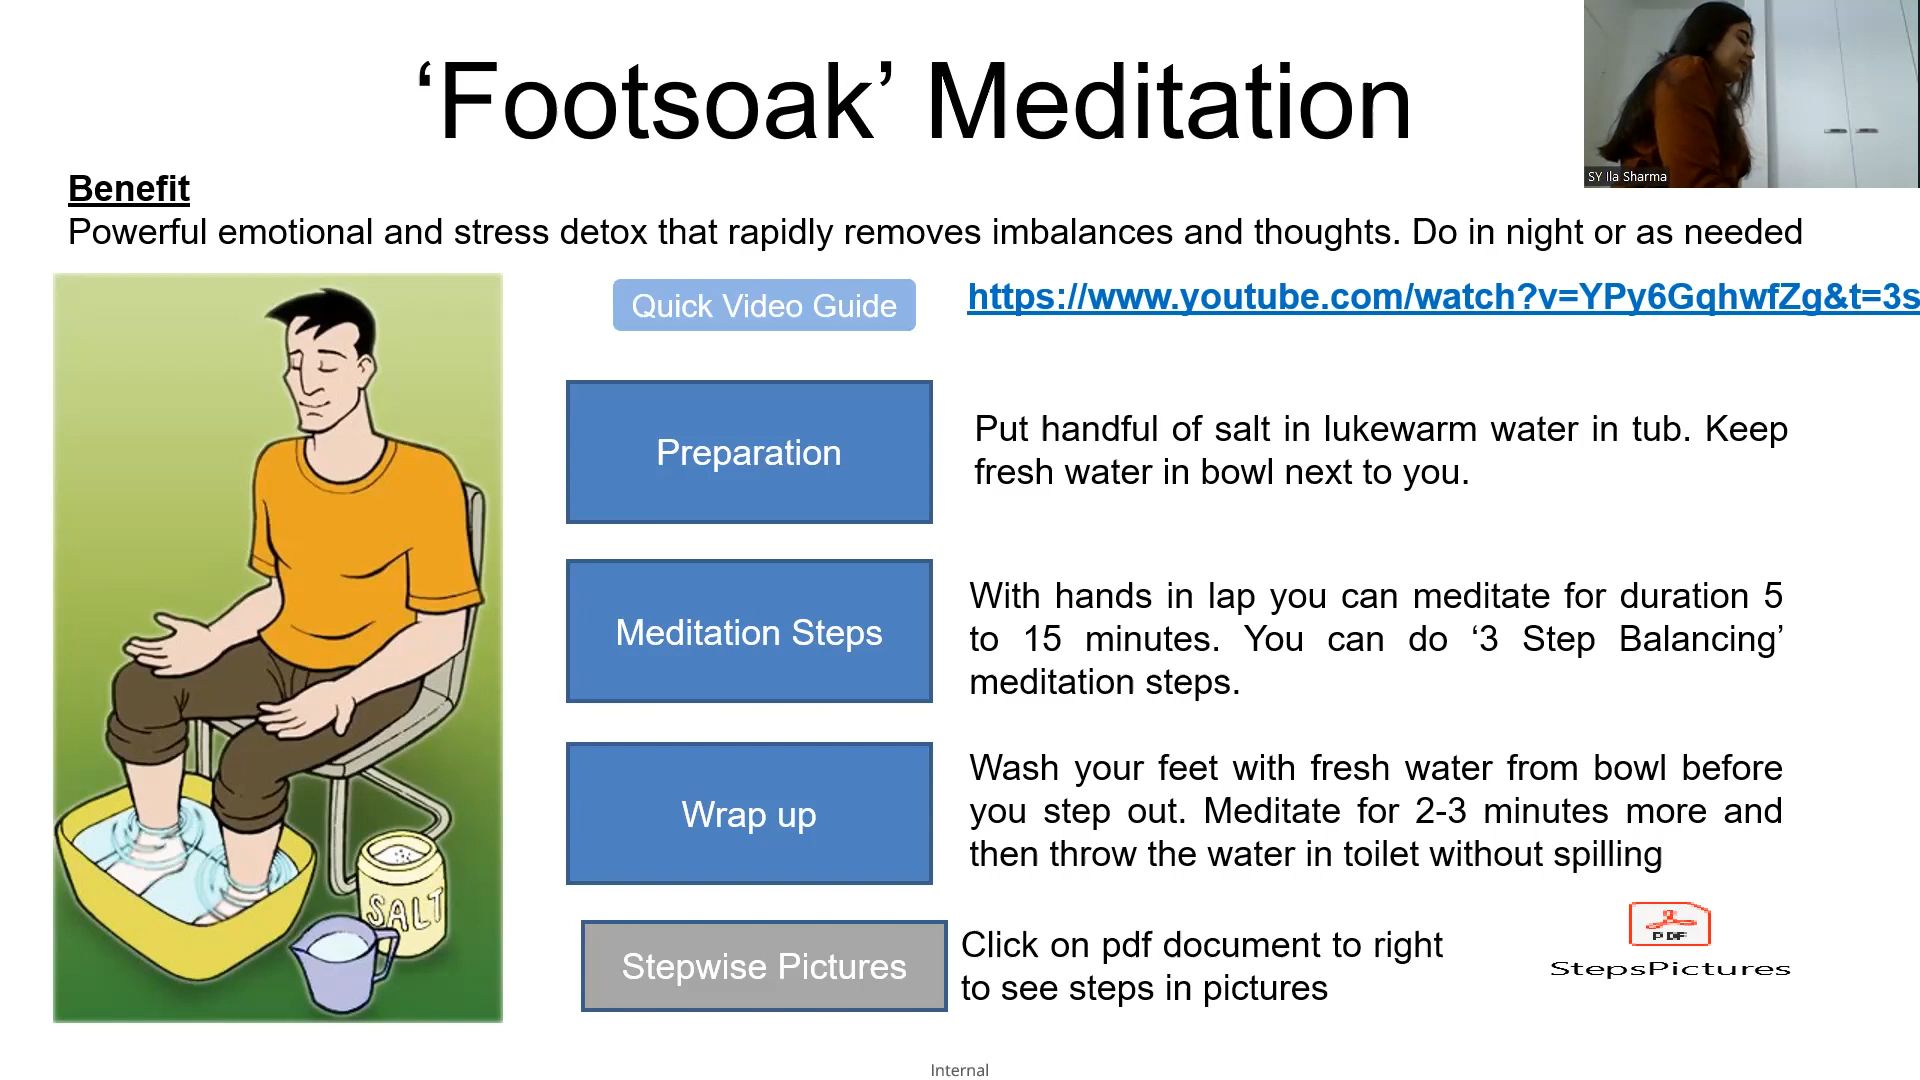 ‘Footsoak’ Meditation
SY Ila Sharma
Benefit
Powerful emotional and stress detox that rapidly removes imbalances and thoughts. Do in night or as needed
Quick Video Guide
https://www.youtube.com/watch?v=YPy6GqhwfZg&t=3s
Preparation
Put handful of salt in lukewarm water in tub. Keep
fresh water in bowl next to you.
Meditation Steps
With hands in lap you can meditate for duration 5
to 15 minutes. You can do ‘3 Step Balancing’
meditation steps.
Wrap up
Wash your feet with fresh water from bowl before
you step out. Meditate for 2-3 minutes more and
then throw the water in toilet without spilling
SALT
Stepwise Pictures
Click on pdf document to right
to see steps in pictures
PDF
StepsPictures
Internal